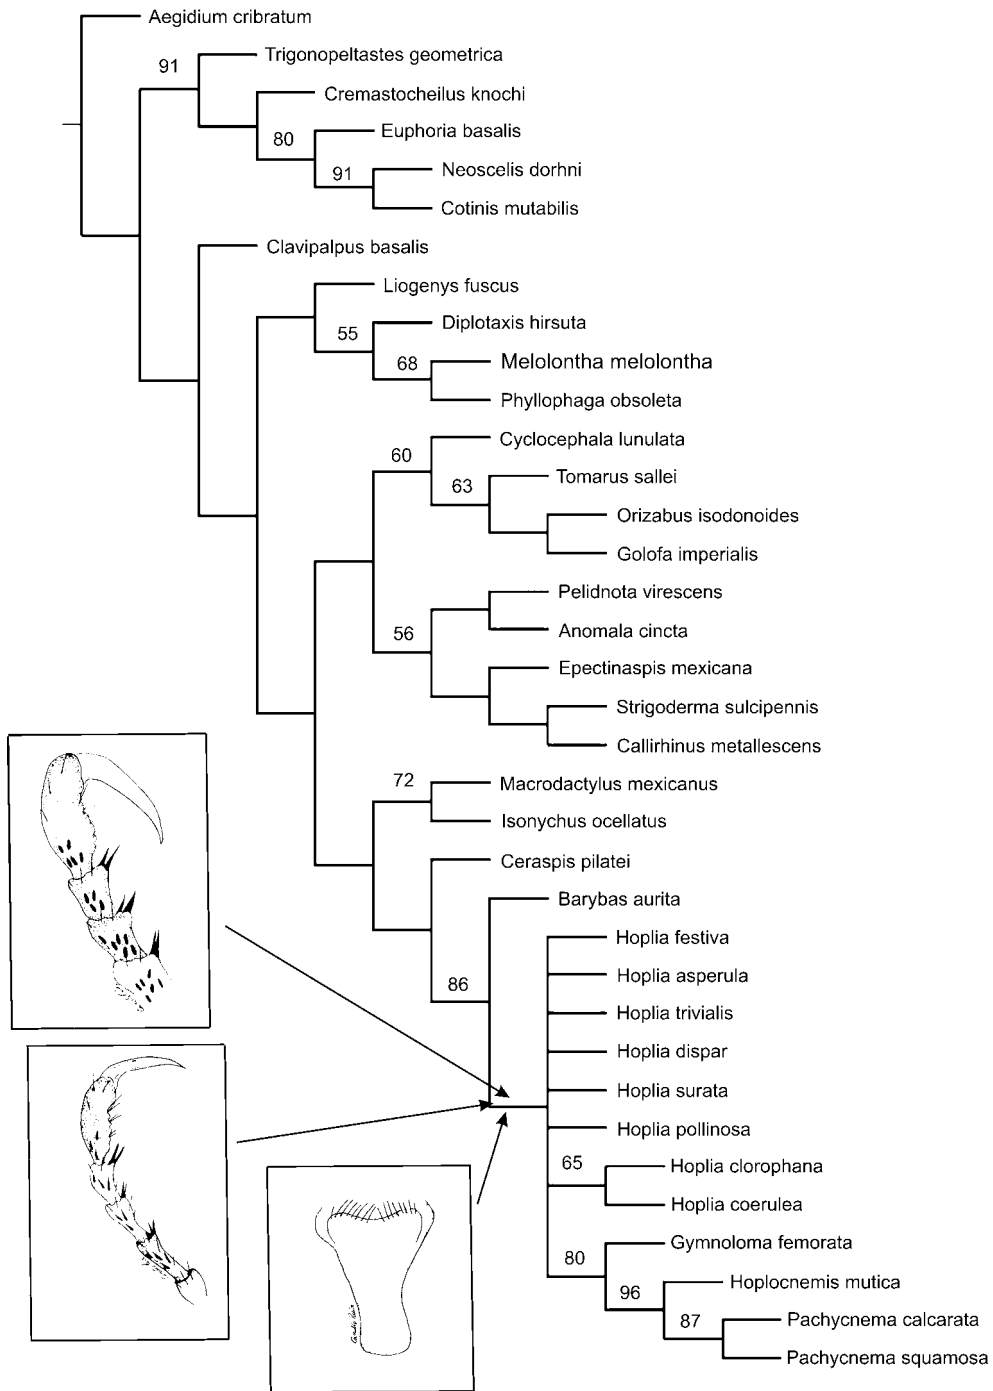 Aegidium cribratum
91
Trigonopeltastes geometrica
Cremastocheilus knochi
80
Euphoria basalis
91
Neoscelis dorhni
Cotinis mutabilis
Clavipalpus basalis
Liogenys fuscus
55
Diplotaxis hirsuta
68
Melolontha melolontha
Phyllophaga obsoleta
60
Cyclocephala lunulata
63
Tomarus sallei
Orizabus isodonoides
Golofa imperialis
Pelidnota virescens
56
Anomala cincta
Epectinaspis mexicana
Strigoderma sulcipennis
Callirhinus metallescens
72
Macrodactylus mexicanus
Isonychus ocellatus
Ceraspis pilatei
86
Barybas aurita
Hoplia festiva
Hoplia asperula
Hoplia trivialis
Hoplia dispar
Hoplia surata
Hoplia pollinosa
65
Hoplia clorophana
Hoplia coerulea
80
Gymnoloma femorata
96
Hoplocnemis mutica
87
Pachycnema calcarata
Pachycnema squamosa